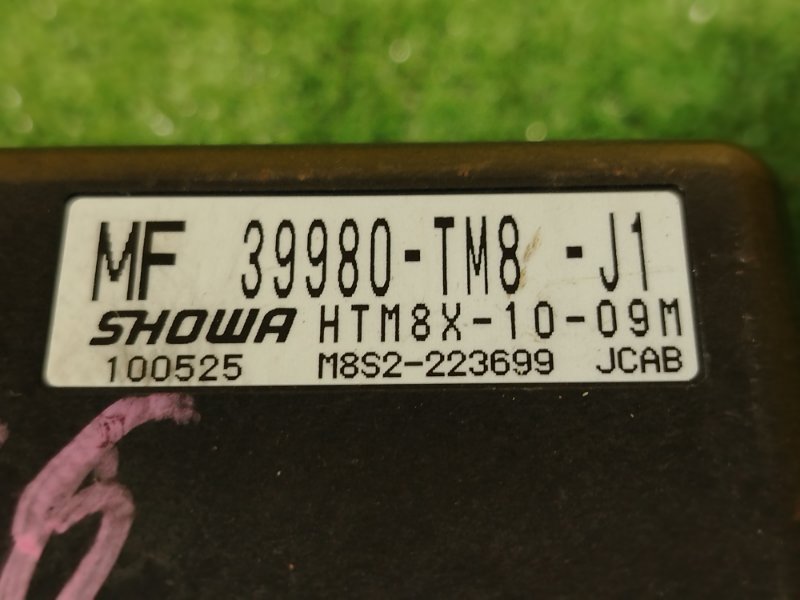 MF 39980-TM8 -J1
SHOWA HTM8X-10-09M
100525 M8S2-223699 JCAB